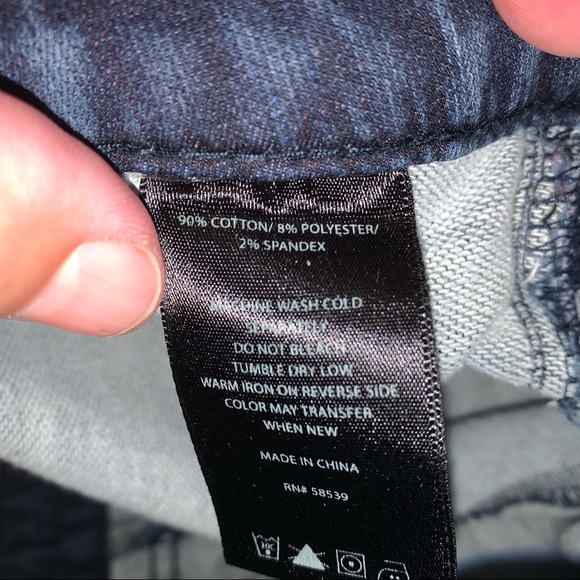 90% COTTON/ 8% POLYESTER/
2% SPANDEX
MACHINE WASH COLD
SEPARATELY
DO NOT BLEACH
TUMBLE DRY LOW
WARM IRON ON REVERSE SIDE
COLOR MAY TRANSFER
WHEN NEW
MADE IN CHINA
RN# 58539